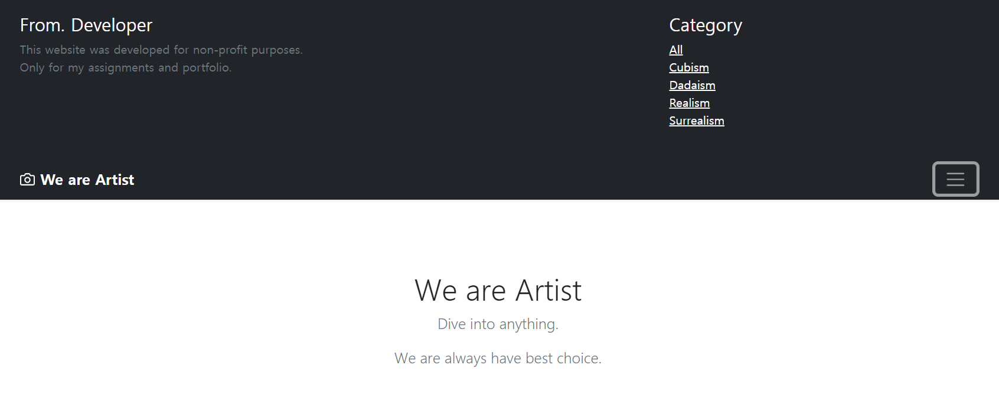 From. Developer
This website was developed for non-profit purposes.
Only for my assignments and portfolio.
Category
All
Cubism
Dadaism
Realism
Surrealism
We are Artist
We are Artist
Dive into anything.
We are always have best choice.